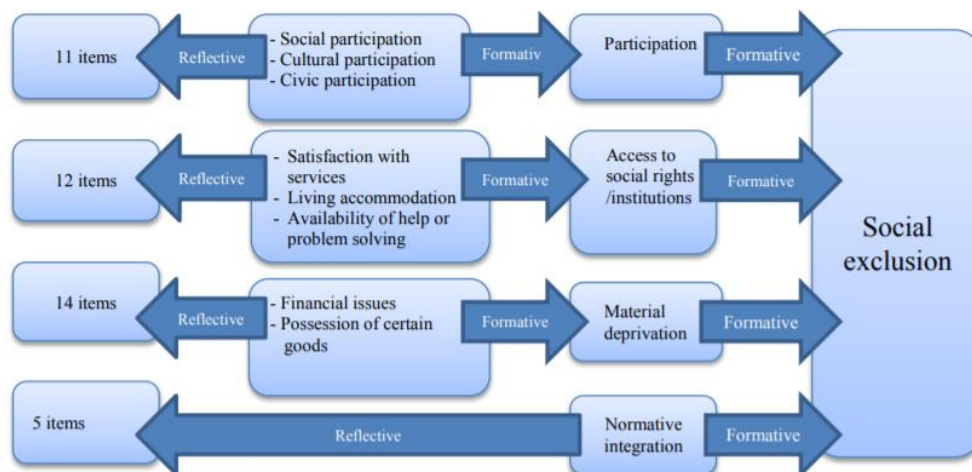 11 items
Reflective
- Social participation
- Cultural participation
- Civic participation
Formativ
Participation
Formative
12 items
Reflective
- Satisfaction with
services
- Living accommodation
- Availability of help or
problem solving
Formative
Access to
social rights
/institutions
Formative
Social
exclusion
14 items
Reflective
- Financial issues
- Possession of certain
goods
Formative
Material
deprivation
Formative
5 items
Reflective
Normative
integration
Formative